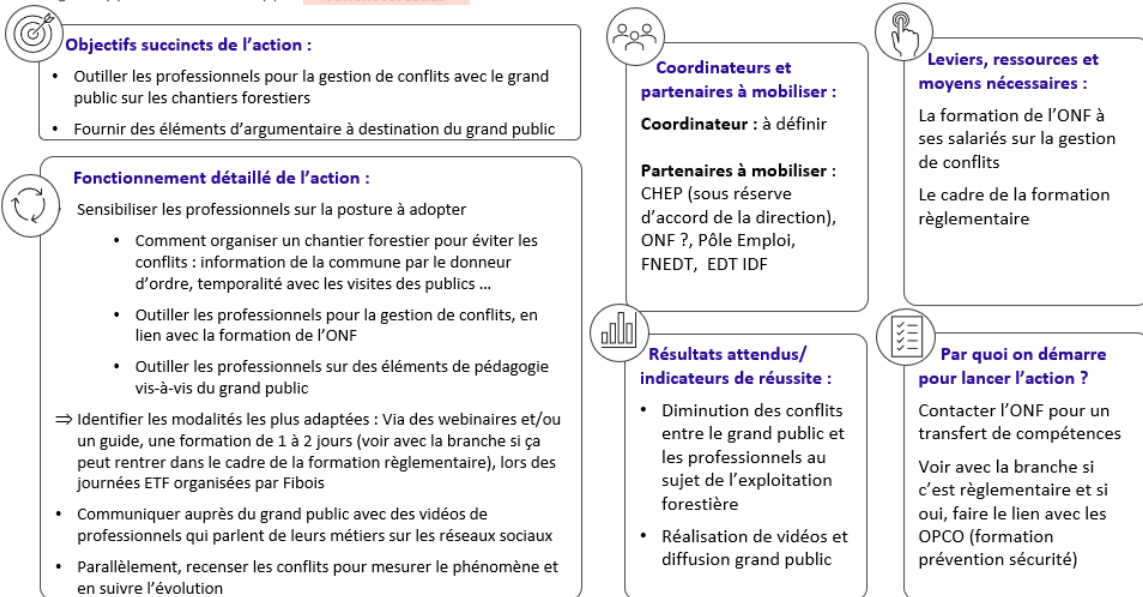 Objectifs succincts de l'action :
• Outiller les professionnels pour la gestion de conflits avec le grand
public sur les chantiers forestiers
• Fournir des éléments d'argumentaire à destination du grand public
Fonctionnement détaillé de l'action :
Sensibiliser les professionnels sur la posture à adopter
• Comment organiser un chantier forestier pour éviter les
conflits : information de la commune par le donneur
d'ordre, temporalité avec les visites des publics …
• Outiller les professionnels pour la gestion de conflits, en
lien avec la formation de l'ONF
• Outiller les professionnels sur des éléments de pédagogie
vis-à-vis du grand public
⇒ Identifier les modalités les plus adaptées : Via des webinaires et/ou
un guide, une formation de 1 à 2 jours (voir avec la branche si ça
peut rentrer dans le cadre de la formation règlementaire), lors des
journées ETF organisées par Fibois
• Communiquer auprès du grand public avec des vidéos de
professionnels qui parlent de leurs métiers sur les réseaux sociaux
• Parallèlement, recenser les conflits pour mesurer le phénomène et
en suivre l'évolution
Coordinateurs et
partenaires à mobiliser :
Coordinateur : à définir
Partenaires à mobiliser :
CHEP (sous réserve
d'accord de la direction),
ONF ?, Pôle Emploi,
FNEDT, EDT IDF
Résultats attendus/
indicateurs de réussite :
• Diminution des conflits
entre le grand public et
les professionnels au
sujet de l'exploitation
forestière
• Réalisation de vidéos et
diffusion grand public
Leviers, ressources et
moyens nécessaires :
La formation de l'ONF à
ses salariés sur la gestion
de conflits
Le cadre de la formation
règlementaire
Par quoi on démarre
pour lancer l'action ?
Contacter l'ONF pour un
transfert de compétences
Voir avec la branche si
c'est règlementaire et si
oui, faire le lien avec les
OPCO (formation
prévention sécurité)